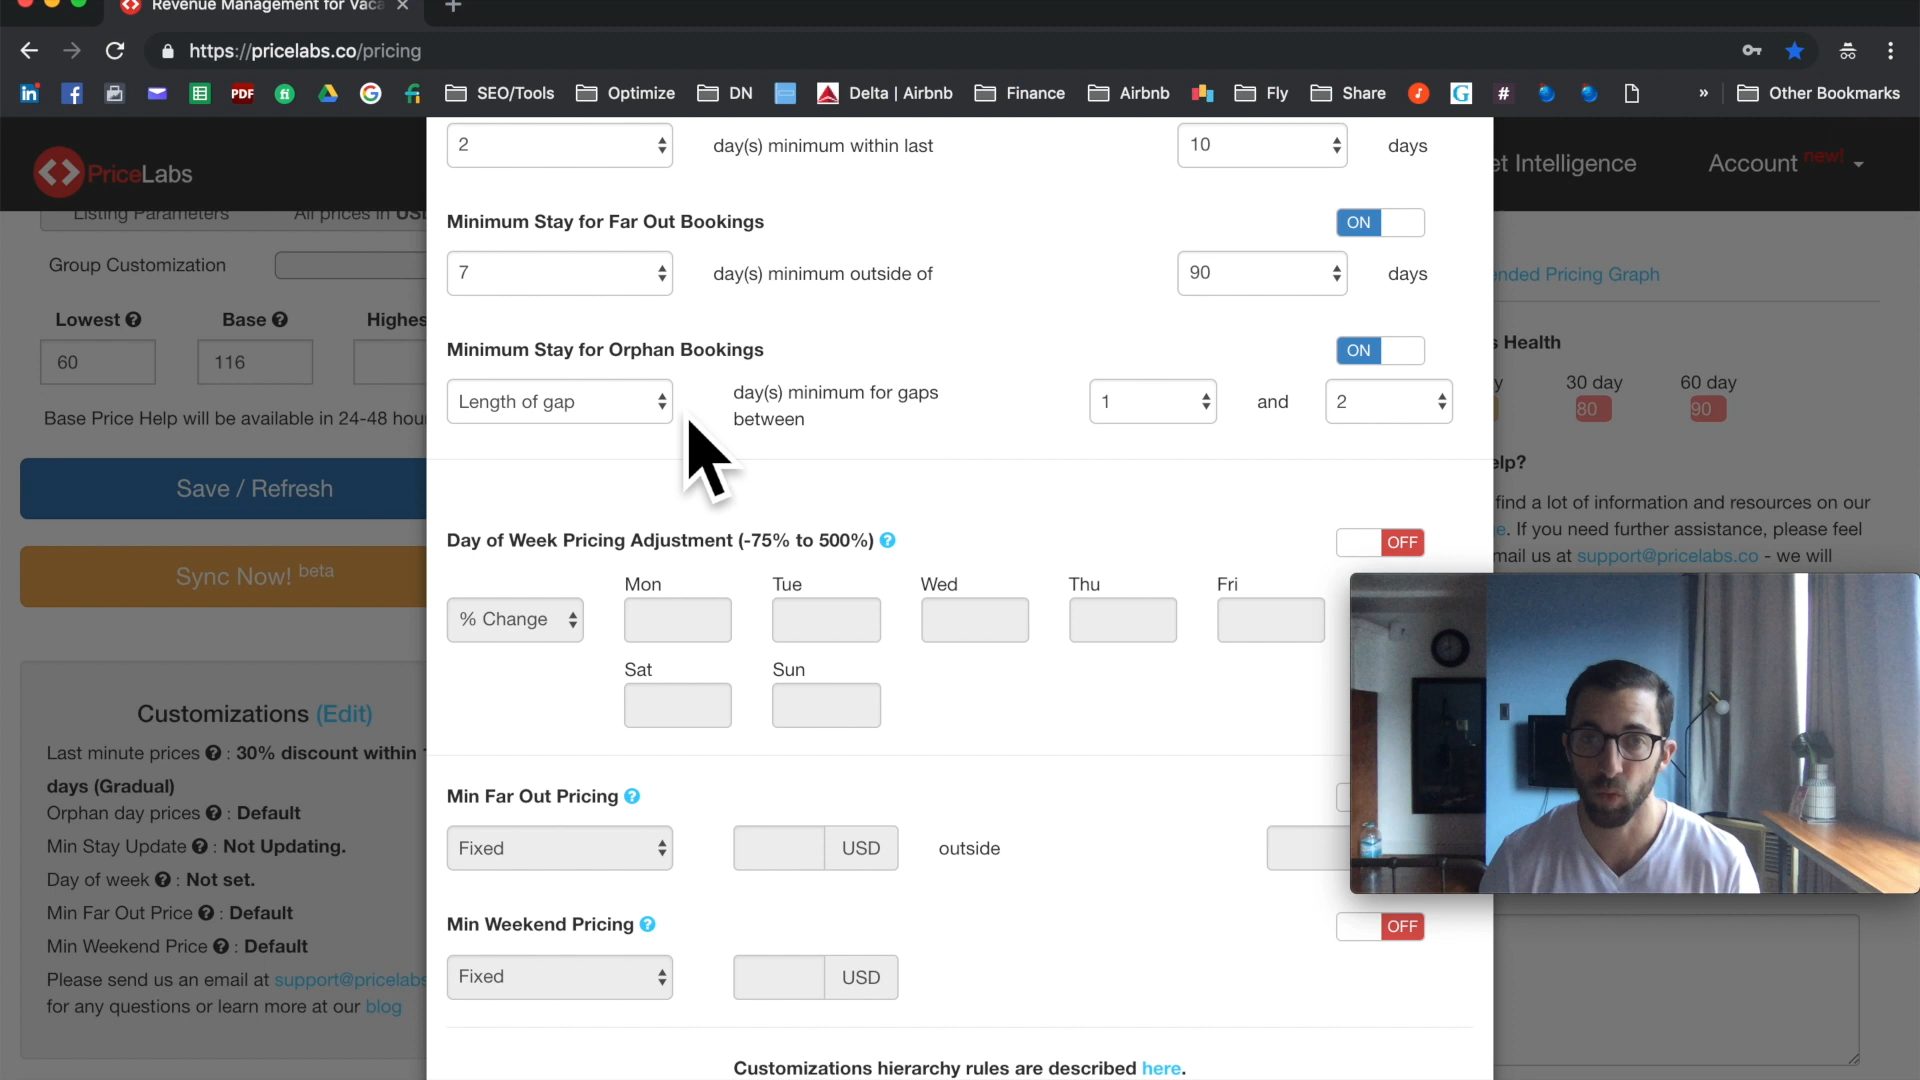 Revenue Management for Vaca
https://pricelabs.co/pricing
SEO/Tools
Optimize
DN
Delta | Airbnb
Finance
Airbnb
Fly
Share
Other Bookmarks
PriceLabs
et Intelligence
Account new!
2
day(s) minimum within last
10
days
Minimum Stay for Far Out Bookings
ON
7
day(s) minimum outside of
90
days
Minimum Stay for Orphan Bookings
ON
Length of gap
day(s) minimum for gaps
between
1
and
2
Day of Week Pricing Adjustment (-75% to 500%)
OFF
Mon
Tue
Wed
Thu
Fri
% Change
Sat
Sun
Min Far Out Pricing
Fixed
USD
outside
Min Weekend Pricing
OFF
Fixed
USD
Customizations hierarchy rules are described here.
Listing Parameters
All prices in USD
Group Customization
Lowest
Base
Highes
60
116
Base Price Help will be available in 24-48 hou
Save / Refresh
Sync Now! beta
Customizations (Edit)
Last minute prices : 30% discount within
days (Gradual)
Orphan day prices : Default
Min Stay Update : Not Updating.
Day of week : Not set.
Min Far Out Price : Default
Min Weekend Price : Default
Please send us an email at support@pricelabs
for any questions or learn more at our blog
nded Pricing Graph
s Health
y
30 day
60 day
80
90
elp?
find a lot of information and resources on our
e. If you need further assistance, please feel
mail us at support@pricelabs.co - we will